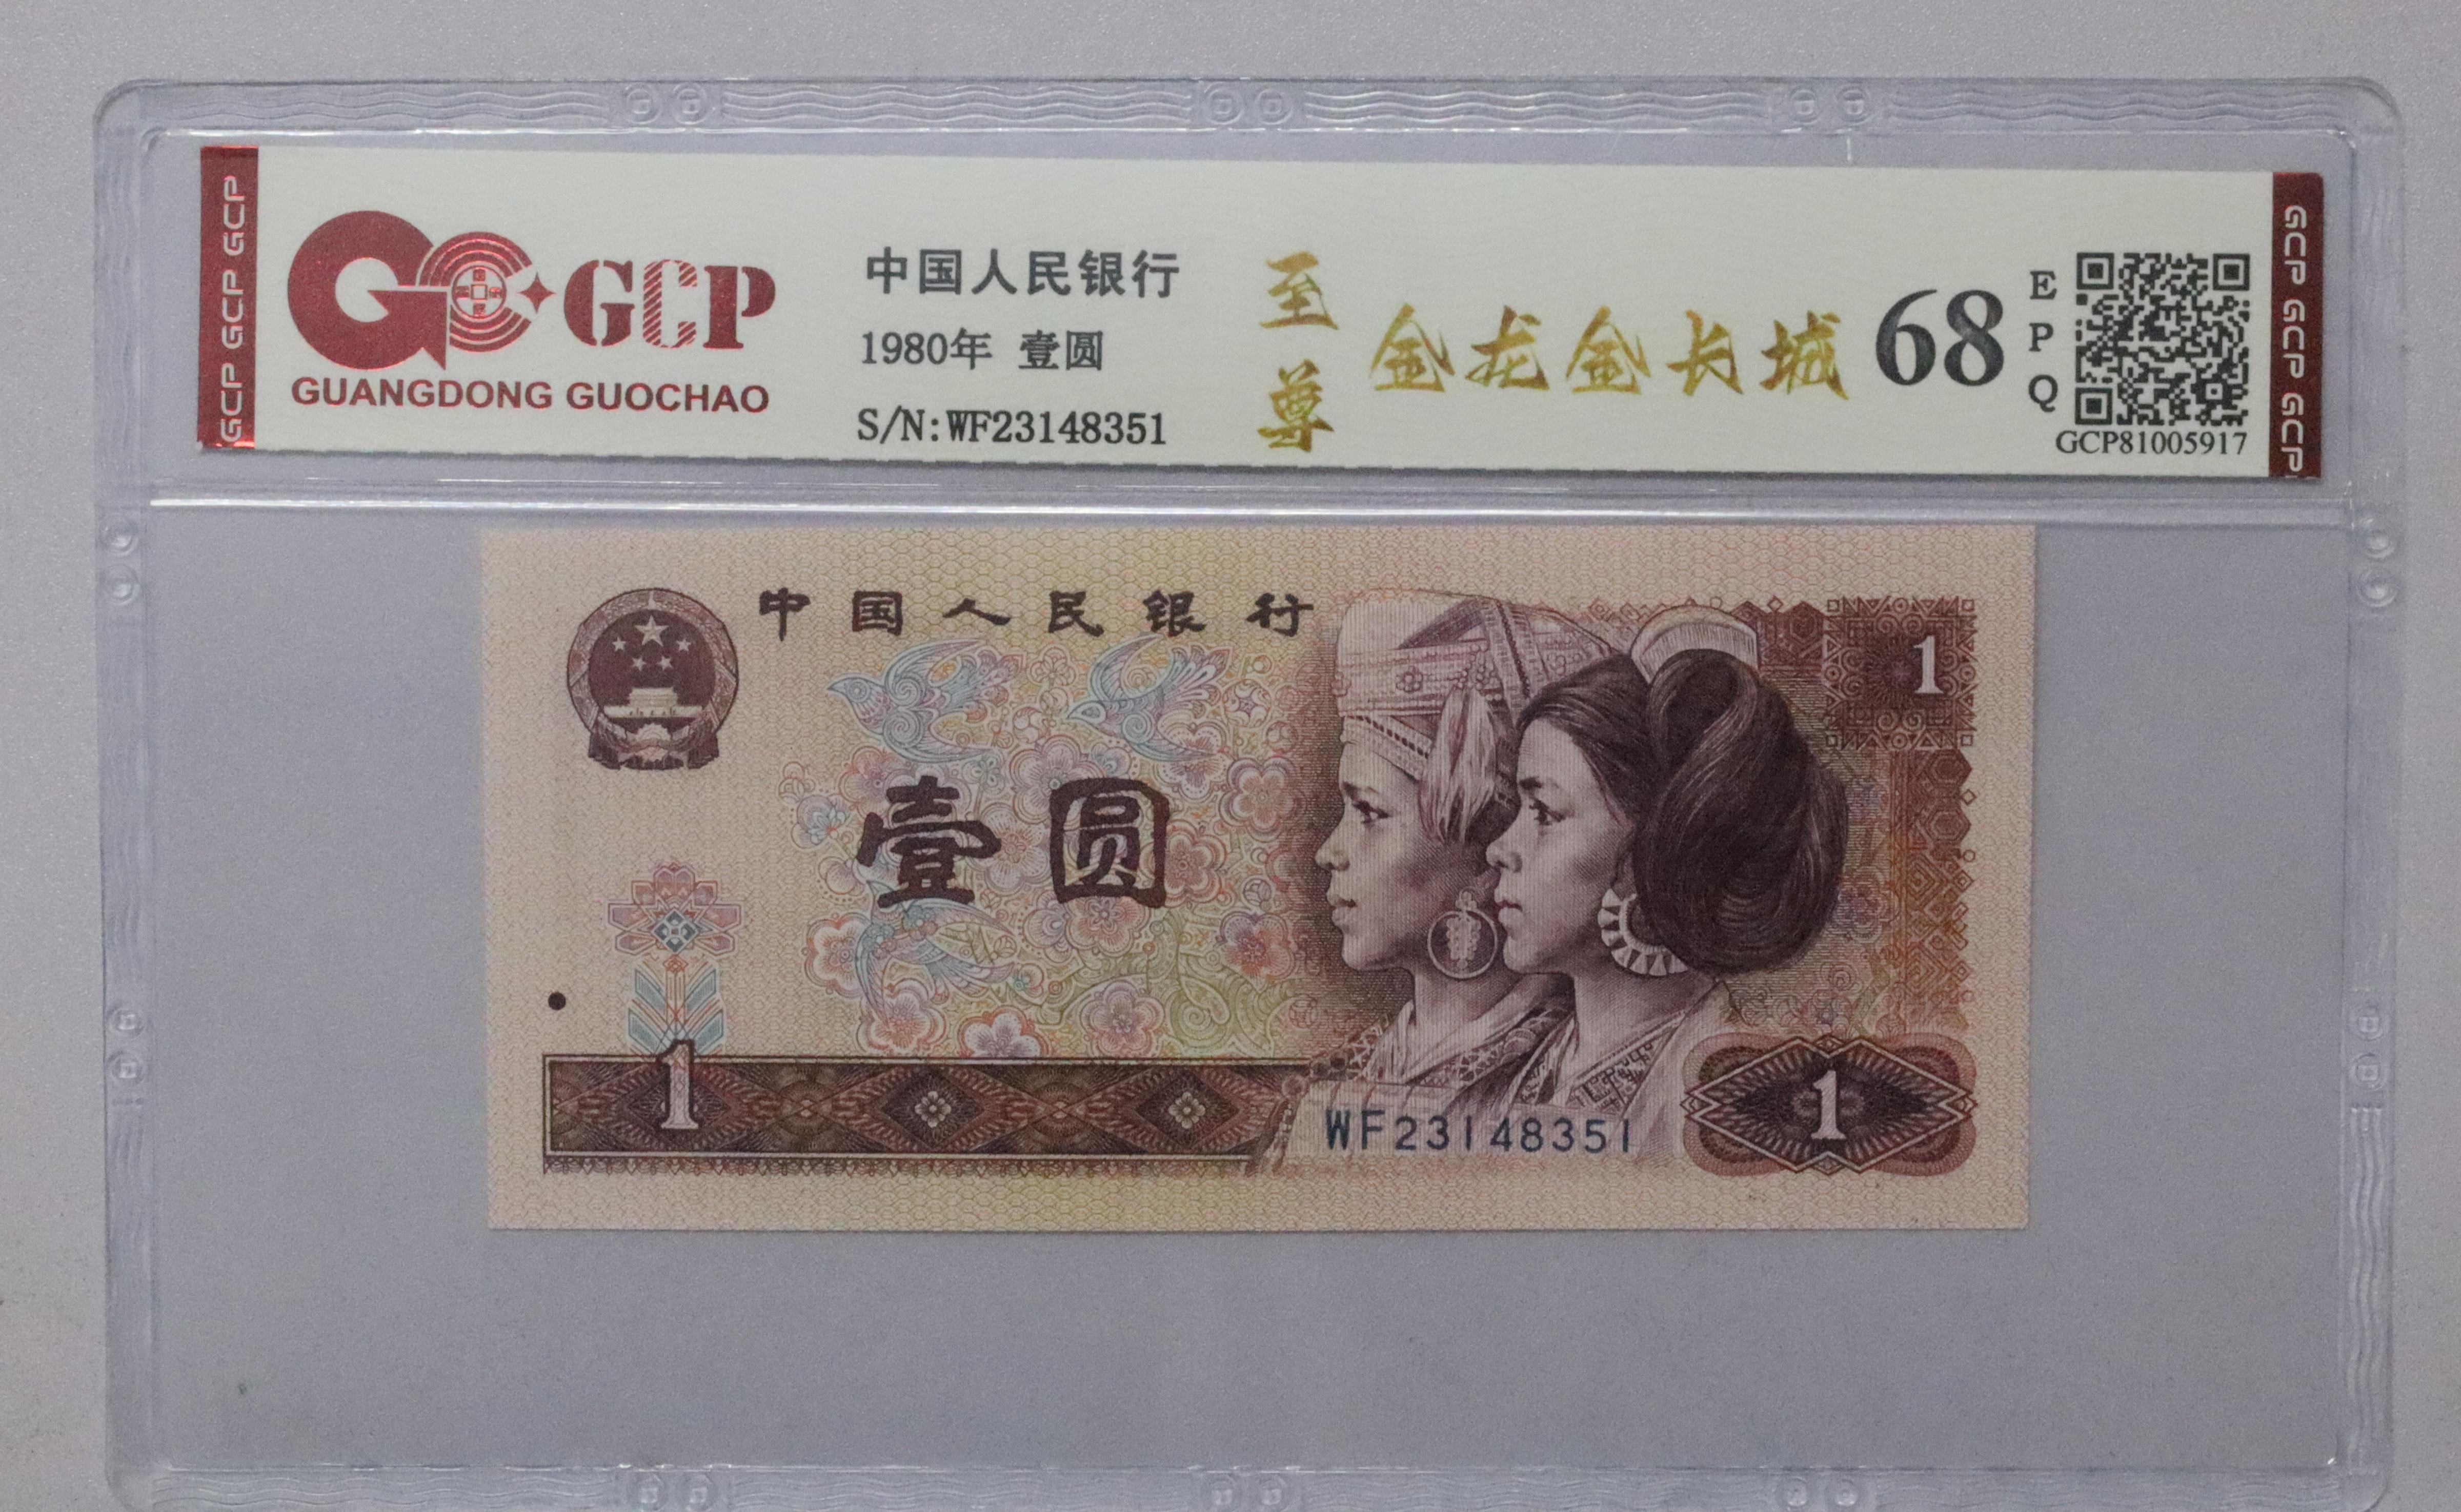 GCP GCP GCP
GCP
GUANGDONG GUOCHAO
中国人民银行
1980年 壹圆
S/N:WF23148351
至尊
金龙金长城
68
EPQ
GCP81005917
GCP GCP GCP
中国人民银行
1
壹圆
1
WF23148351
1